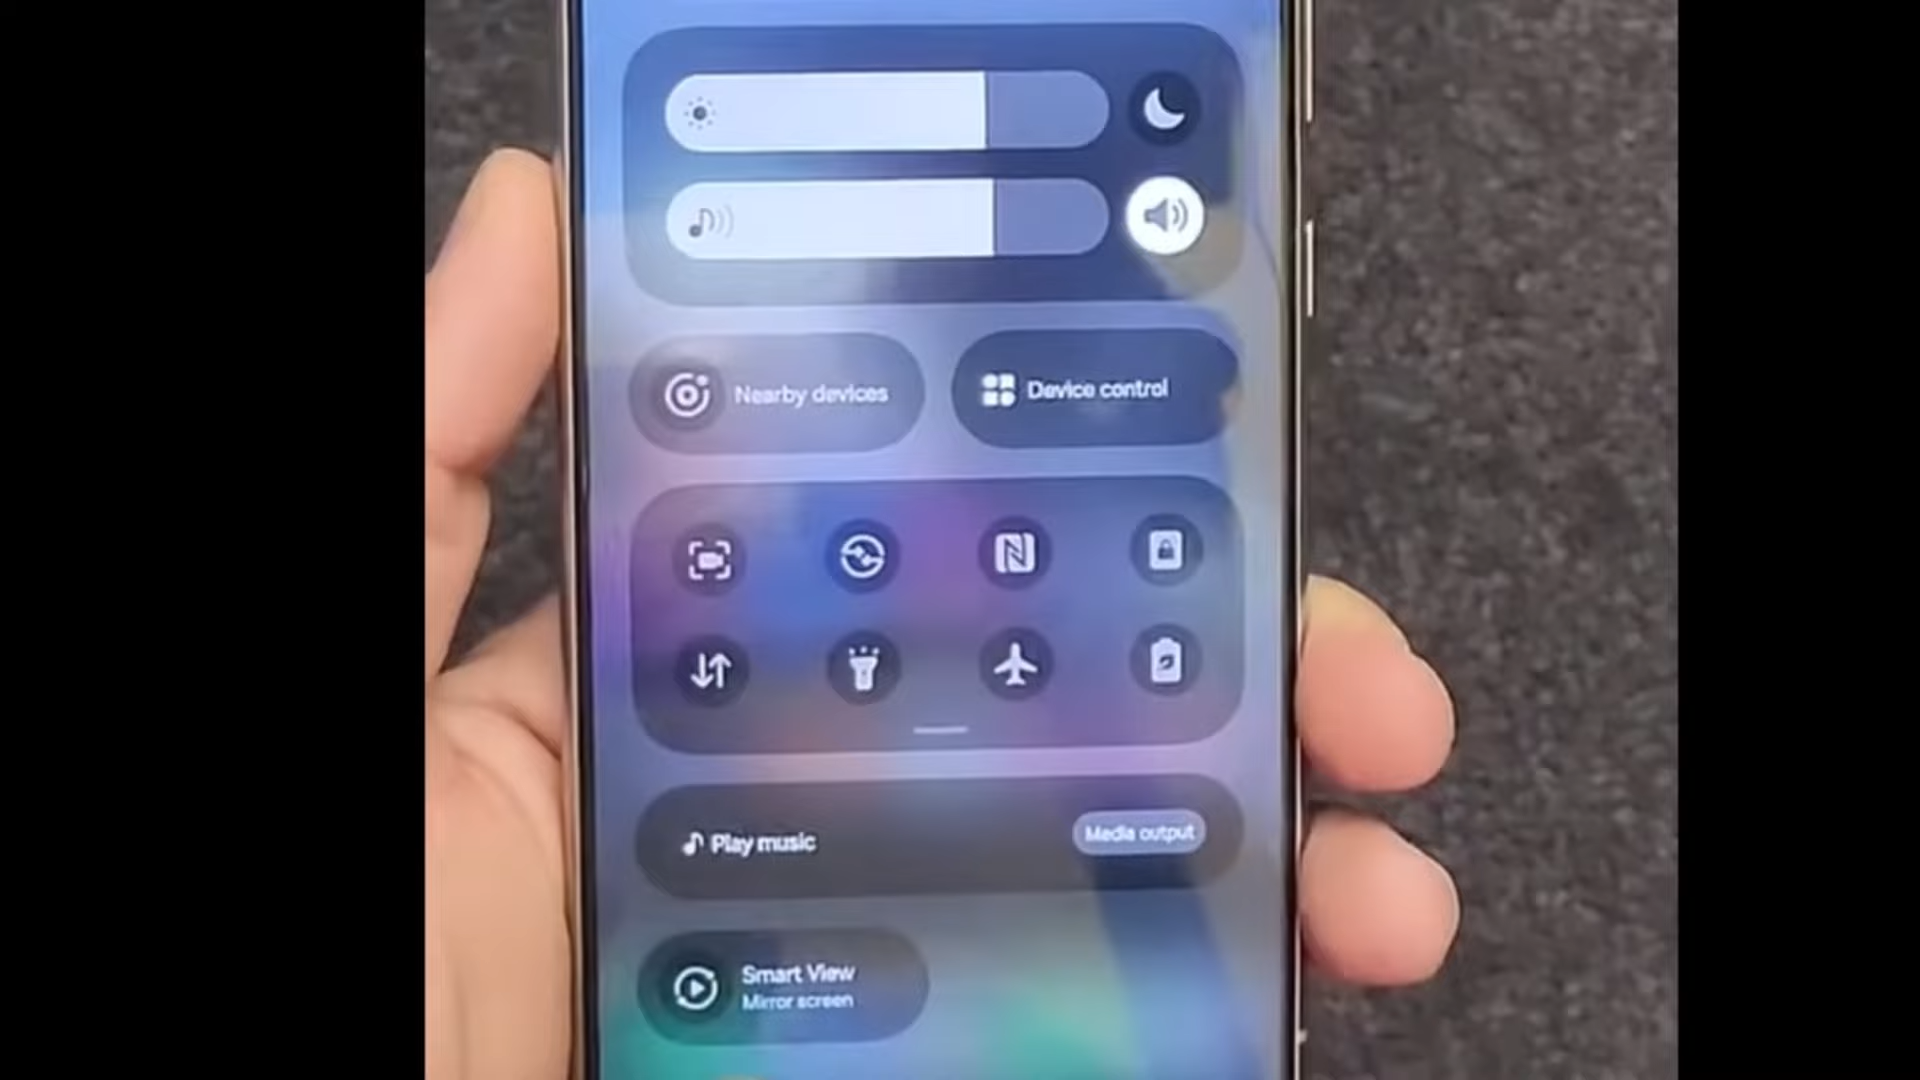 Nearby devices
Device control
Play music
Media output
Smart View
Mirror screen